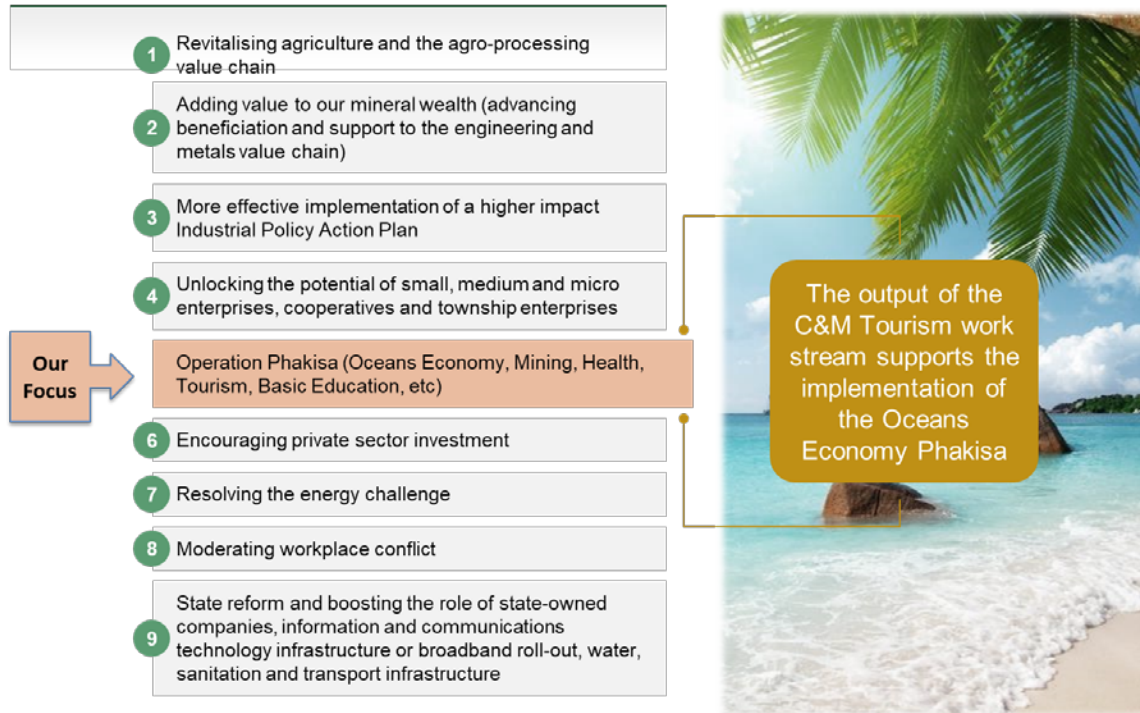 1
Revitalising agriculture and the agro-processing
value chain
2
Adding value to our mineral wealth (advancing
beneficiation and support to the engineering and
metals value chain)
3
More effective implementation of a higher impact
Industrial Policy Action Plan
4
Unlocking the potential of small, medium and micro
enterprises, cooperatives and township enterprises
Our
Focus
Operation Phakisa (Oceans Economy, Mining, Health,
Tourism, Basic Education, etc)
6
Encouraging private sector investment
7
Resolving the energy challenge
8
Moderating workplace conflict
9
State reform and boosting the role of state-owned
companies, information and communications
technology infrastructure or broadband roll-out, water,
sanitation and transport infrastructure
The output of the
C&M Tourism work
stream supports the
implementation of
the Oceans
Economy Phakisa